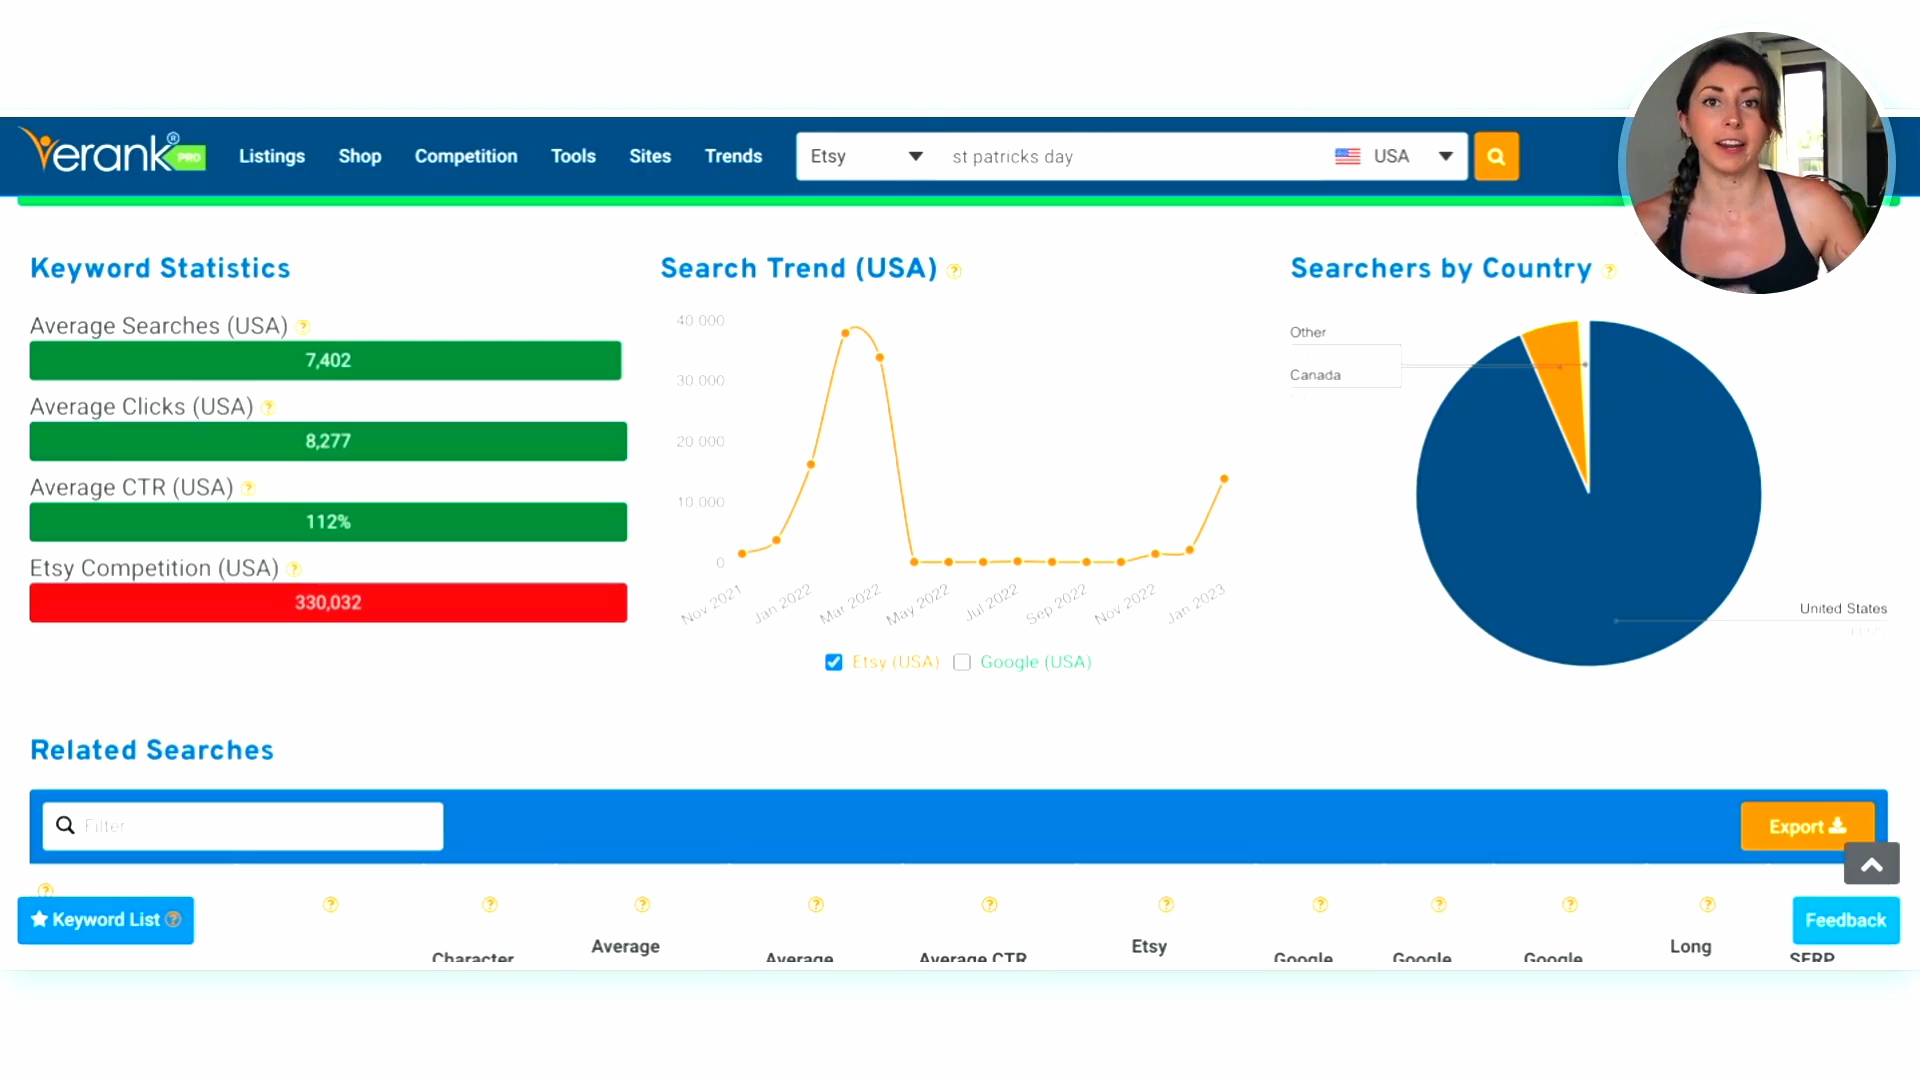 erank® PRO
Listings
Shop
Competition
Tools
Sites
Trends
Etsy
st patricks day
USA
Keyword Statistics
Average Searches (USA) ?
7,402
Average Clicks (USA) ?
8,277
Average CTR (USA) ?
112%
Etsy Competition (USA) ?
330,032
Search Trend (USA) ?
40 000
30 000
20 000
10 000
0
Nov 2021
Jan 2022
Mar 2022
May 2022
Jul 2022
Sep 2022
Nov 2022
Jan 2023
Etsy (USA)
Google (USA)
Searchers by Country ?
Other
Canada
United States
Related Searches
Filter
Export
Keyword List ?
Character
Average
Average
Average CTR
Etsy
Google
Google
Google
Long
SERP
Feedback